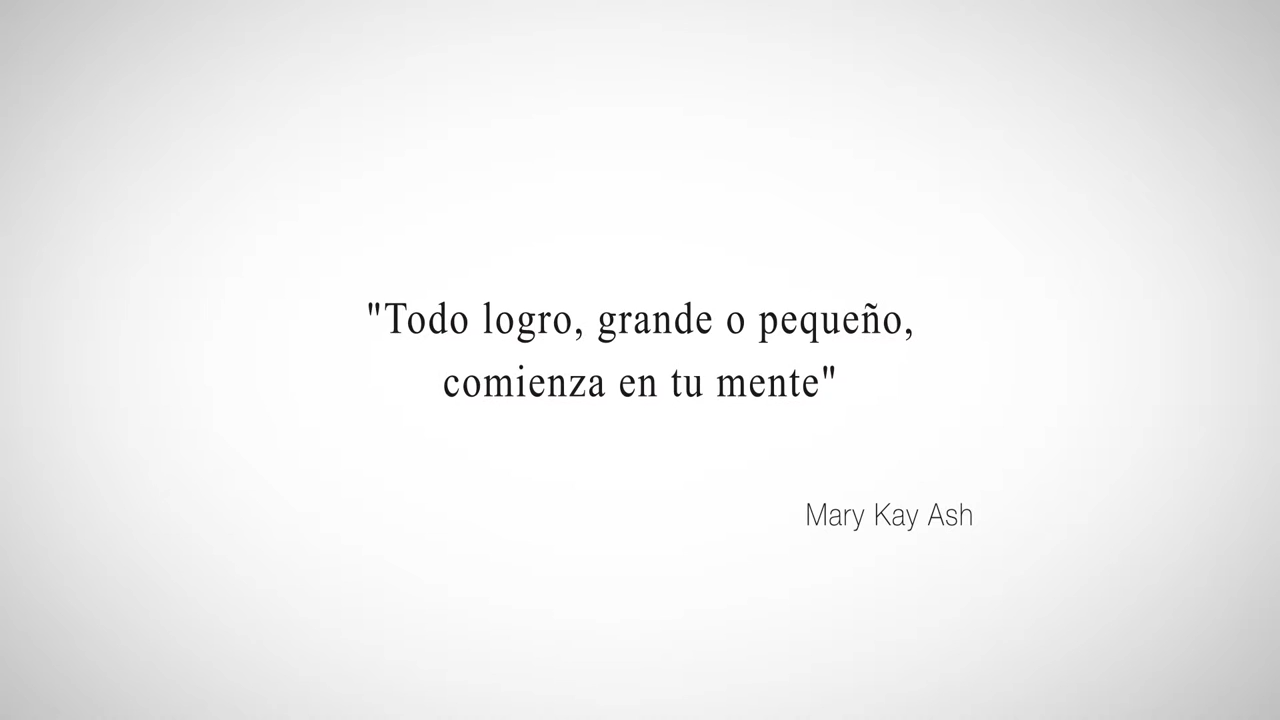 "Todo logro, grande o pequeño,
comienza en tu mente"
Mary Kay Ash